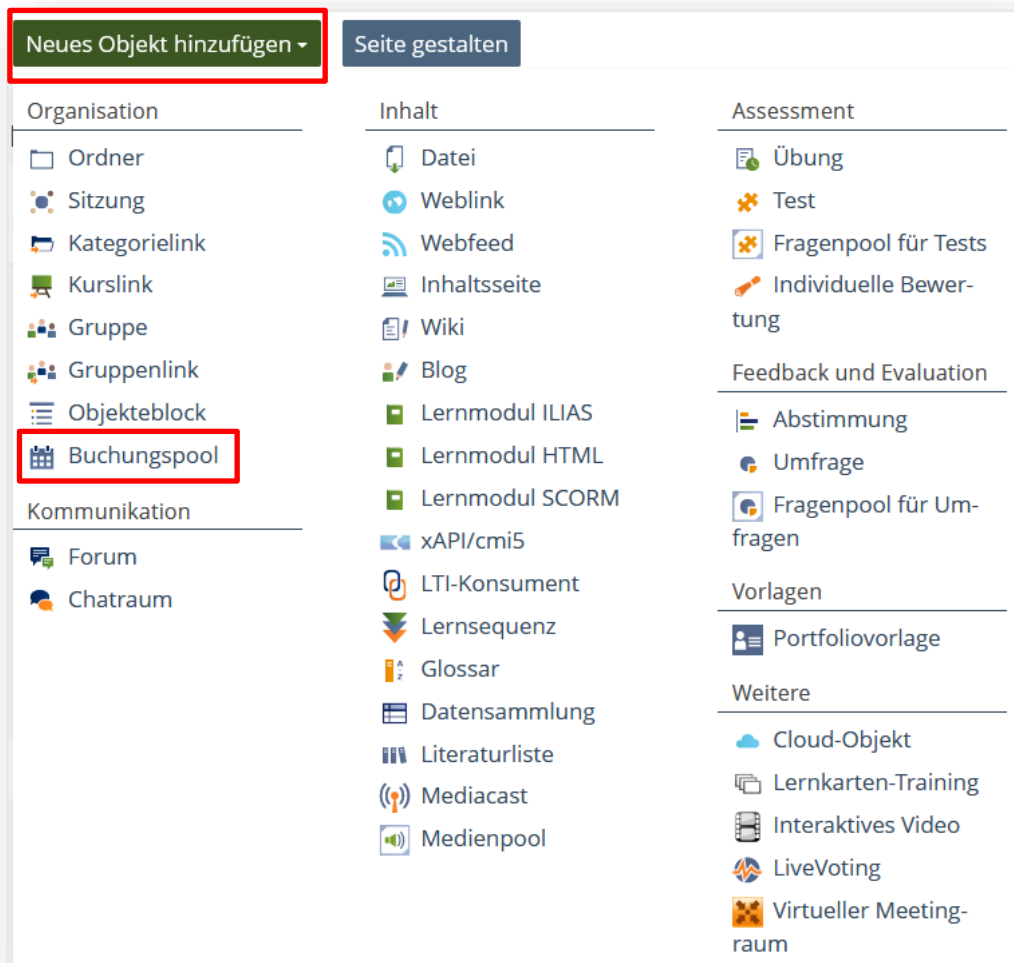 Neues Objekt hinzufügen
Seite gestalten
Organisation
Ordner
Sitzung
Kategorielink
Kurslink
Gruppe
Gruppenlink
Objekteblock
Buchungspool
Kommunikation
Forum
Chatraum
Inhalt
Datei
Weblink
Webfeed
Inhaltsseite
Wiki
Blog
Lernmodul ILIAS
Lernmodul HTML
Lernmodul SCORM
xAPI/cmi5
LTI-Konsument
Lernsequenz
Glossar
Datensammlung
Literaturliste
Mediacast
Medienpool
Assessment
Übung
Test
Fragenpool für Tests
Individuelle Bewer-
tung
Feedback und Evaluation
Abstimmung
Umfrage
Fragenpool für Um-
fragen
Vorlagen
Portfoliovorlage
Weitere
Cloud-Objekt
Lernkarten-Training
Interaktives Video
LiveVoting
Virtueller Meeting-
raum